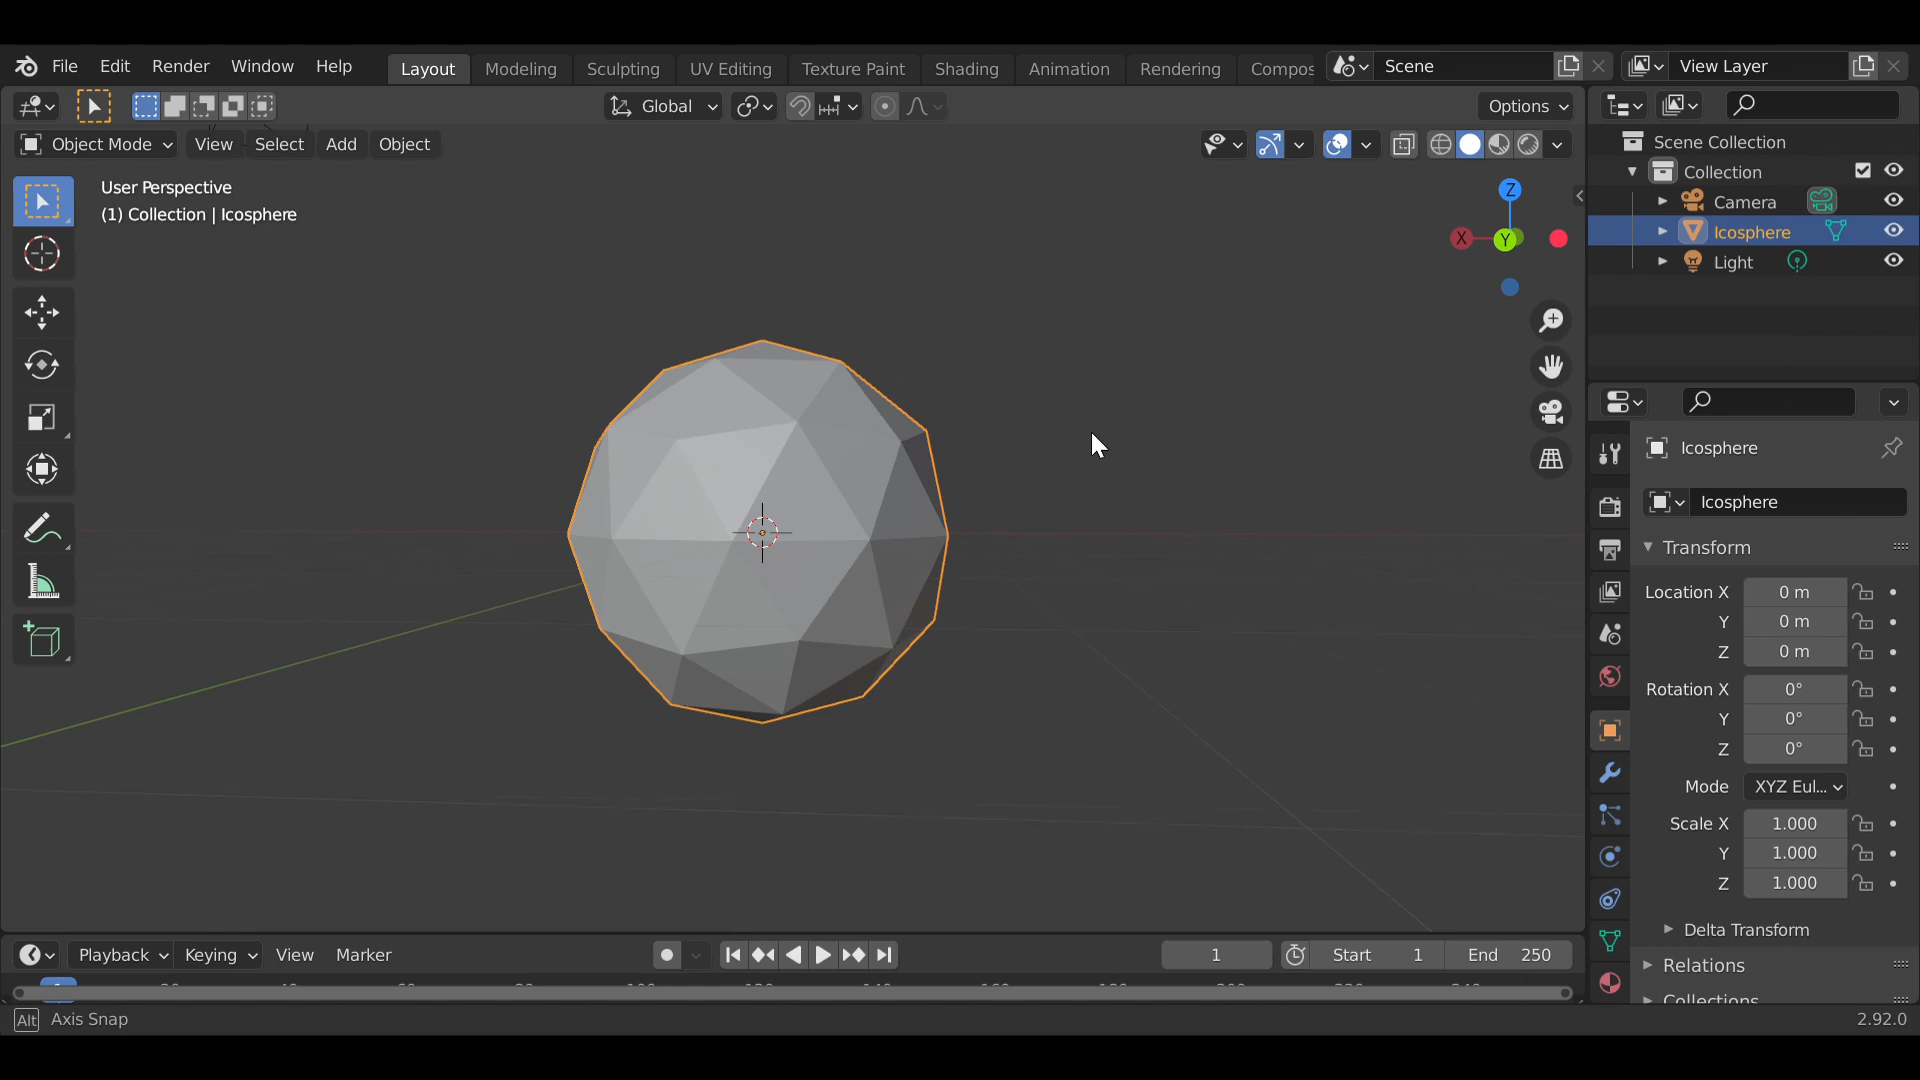 File Edit Render Window Help Layout Modeling Sculpting UV Editing Texture Paint Shading Animation Rendering Compos Scene View Layer
Global Options
Object Mode View Select Add Object
User Perspective
(1) Collection | Icosphere
Z
X Y
Scene Collection
Collection
Camera
Icosphere
Light
Icosphere
Icosphere
Transform
Location X 0 m
Y 0 m
Z 0 m
Rotation X 0°
Y 0°
Z 0°
Mode XYZ Eul...
Scale X 1.000
Y 1.000
Z 1.000
Delta Transform
Relations
Collections
Playback Keying View Marker 1 Start 1 End 250
Alt Axis Snap 2.92.0